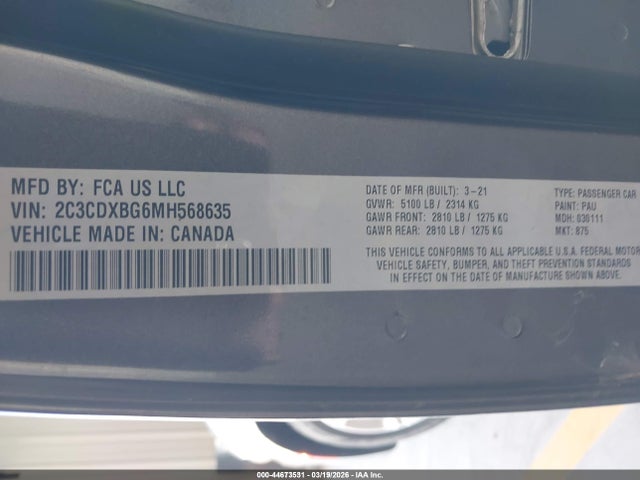 MFD BY: FCA US LLC
VIN: 2C3CDXBG6MH568635
VEHICLE MADE IN: CANADA
DATE OF MFR (BUILT): 3-21
GVWR: 5100 LB / 2314 KG
GAWR FRONT: 2810 LB / 1275 KG
GAWR REAR: 2810 LB / 1275 KG
TYPE: PASSENGER CAR
PAINT: PAU
MDH: 030111
MKT: 875
THIS VEHICLE CONFORMS TO ALL APPLICABLE U.S.A. FEDERAL MOTOR
VEHICLE SAFETY, BUMPER, AND THEFT PREVENTION STANDARDS
IN EFFECT ON THE DATE OF MANUFACTURE SHOWN ABOVE.
000-44673531 - 03/19/2026 - IAA Inc.